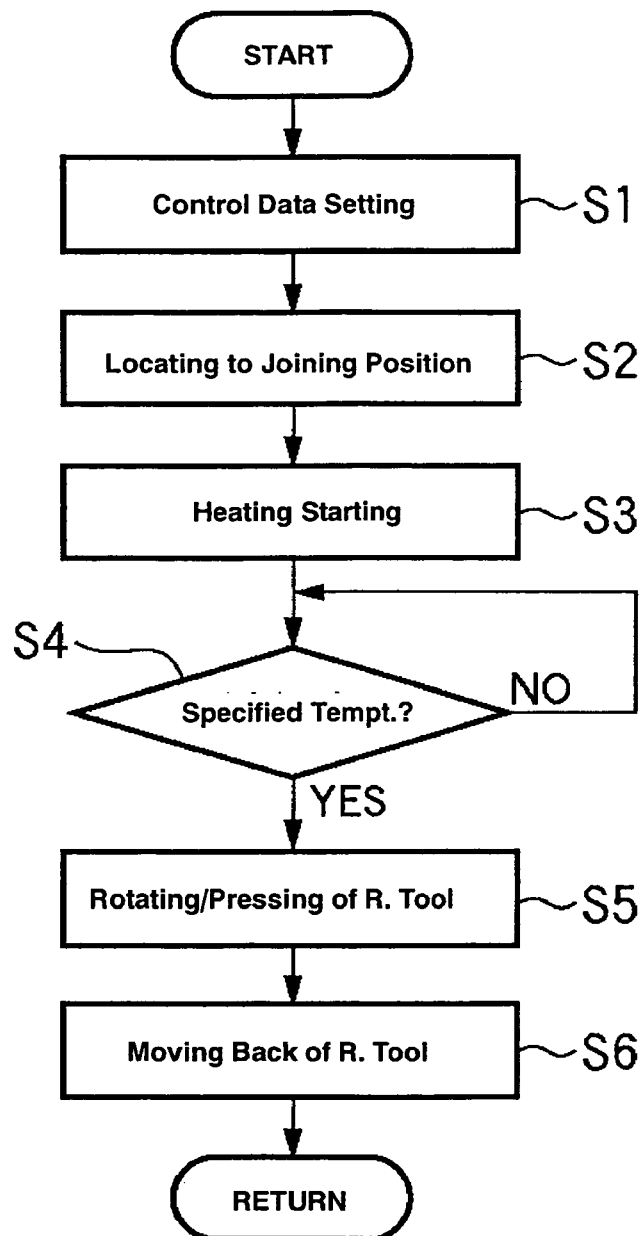 START
Control Data Setting
S1
Locating to Joining Position
S2
Heating Starting
S3
S4
Specified Tempt.?
NO
YES
Rotating/Pressing of R. Tool
S5
Moving Back of R. Tool
S6
RETURN